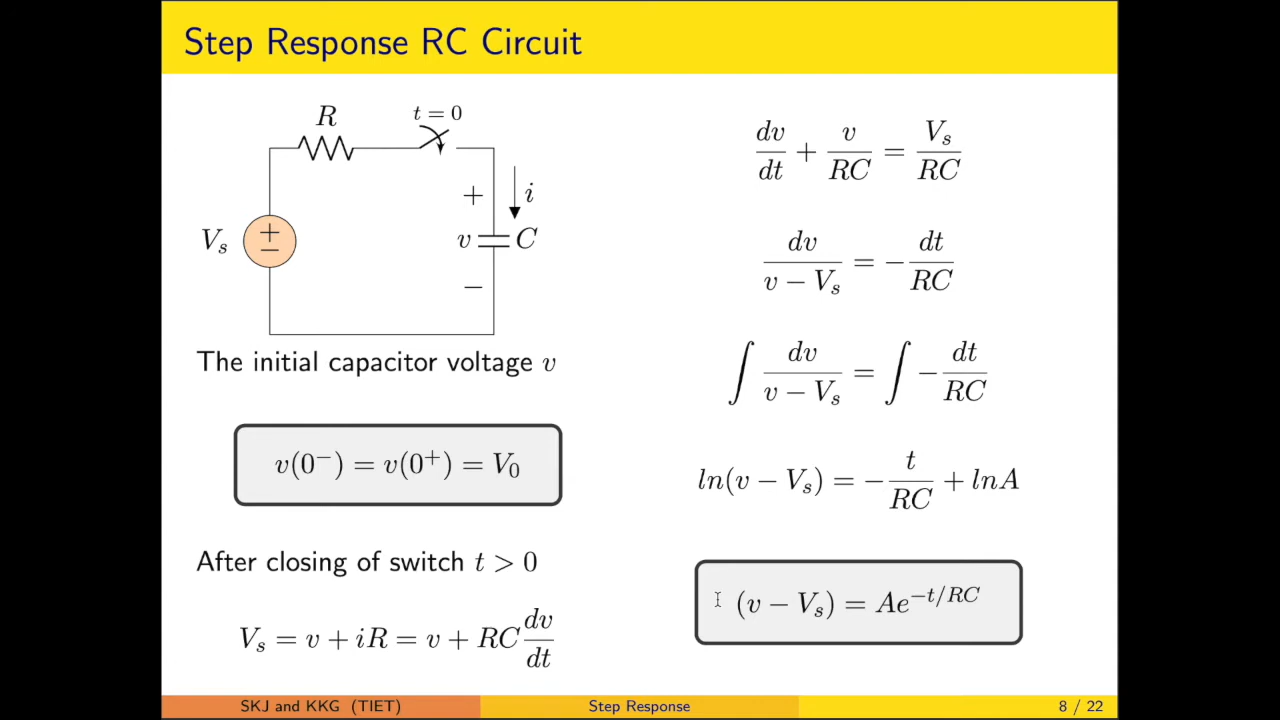 Step Response RC Circuit
R
t = 0
+
i
V_s
+
−
v
C
−
The initial capacitor voltage v
v(0⁻) = v(0⁺) = V₀
After closing of switch t > 0
V_s = v + iR = v + RC dv/dt
dv/dt + v/RC = V_s/RC
dv/(v − V_s) = − dt/RC
∫ dv/(v − V_s) = ∫ − dt/RC
ln(v − V_s) = − t/RC + lnA
(v − V_s) = Ae^{−t/RC}
SKJ and KKG (TIET)
Step Response
8 / 22